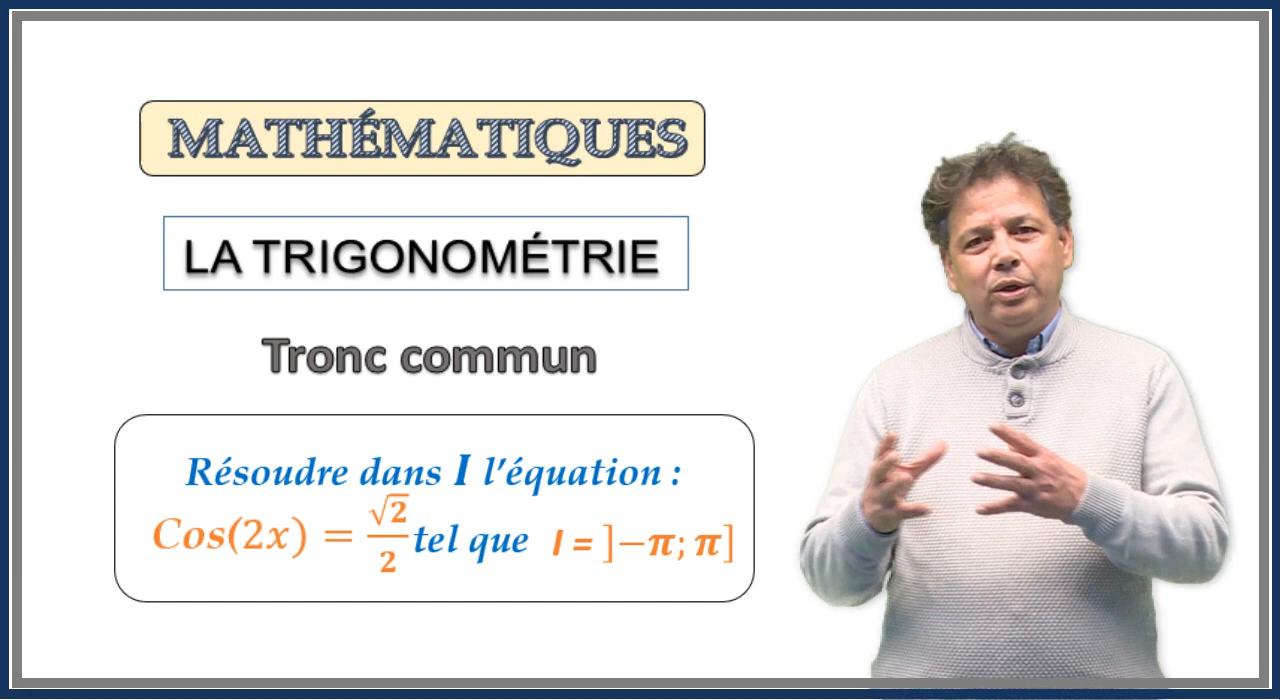 MATHÉMATIQUES
LA TRIGONOMÉTRIE
Tronc commun
Résoudre dans I l'équation :
Cos(2x) = √2/2 tel que I = ]−π; π]